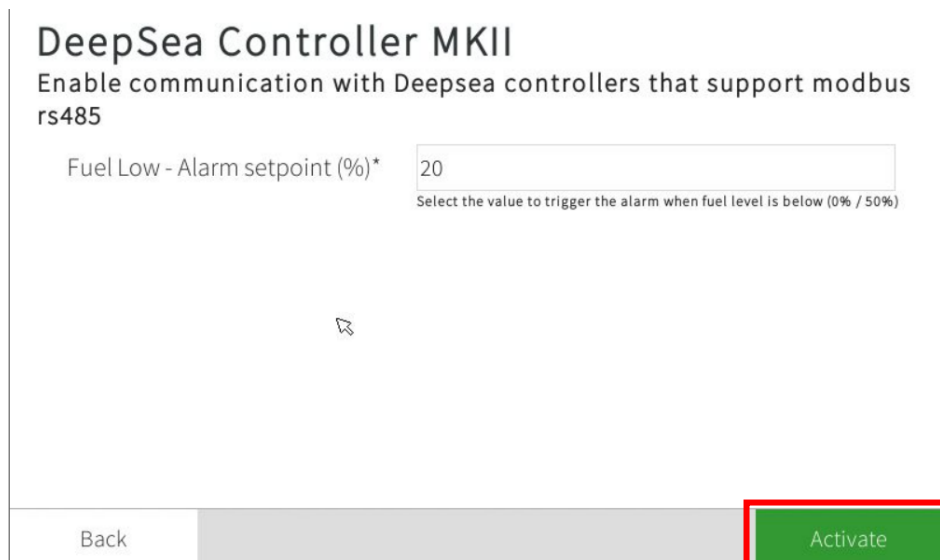 DeepSea Controller MKII
Enable communication with Deepsea controllers that support modbus
rs485
Fuel Low - Alarm setpoint (%)*
20
Select the value to trigger the alarm when fuel level is below (0% / 50%)
Back
Activate